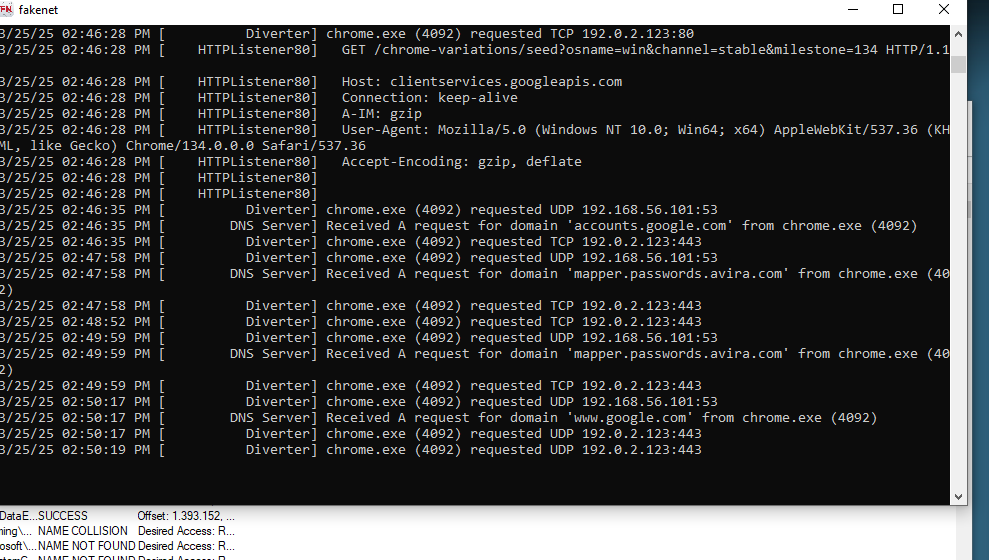 fakenet
3/25/25 02:46:28 PM [ Diverter] chrome.exe (4092) requested TCP 192.0.2.123:80
3/25/25 02:46:28 PM [ HTTPListener80] GET /chrome-variations/seed?osname=win&channel=stable&milestone=134 HTTP/1.1
3/25/25 02:46:28 PM [ HTTPListener80] Host: clientservices.googleapis.com
3/25/25 02:46:28 PM [ HTTPListener80] Connection: keep-alive
3/25/25 02:46:28 PM [ HTTPListener80] A-IM: gzip
3/25/25 02:46:28 PM [ HTTPListener80] User-Agent: Mozilla/5.0 (Windows NT 10.0; Win64; x64) AppleWebKit/537.36 (KH
ML, like Gecko) Chrome/134.0.0.0 Safari/537.36
3/25/25 02:46:28 PM [ HTTPListener80] Accept-Encoding: gzip, deflate
3/25/25 02:46:28 PM [ HTTPListener80]
3/25/25 02:46:28 PM [ HTTPListener80]
3/25/25 02:46:35 PM [ Diverter] chrome.exe (4092) requested UDP 192.168.56.101:53
3/25/25 02:46:35 PM [ DNS Server] Received A request for domain 'accounts.google.com' from chrome.exe (4092)
3/25/25 02:46:35 PM [ Diverter] chrome.exe (4092) requested TCP 192.0.2.123:443
3/25/25 02:47:58 PM [ Diverter] chrome.exe (4092) requested UDP 192.168.56.101:53
3/25/25 02:47:58 PM [ DNS Server] Received A request for domain 'mapper.passwords.avira.com' from chrome.exe (40
2)
3/25/25 02:47:58 PM [ Diverter] chrome.exe (4092) requested TCP 192.0.2.123:443
3/25/25 02:48:52 PM [ Diverter] chrome.exe (4092) requested TCP 192.0.2.123:443
3/25/25 02:49:59 PM [ Diverter] chrome.exe (4092) requested UDP 192.168.56.101:53
3/25/25 02:49:59 PM [ DNS Server] Received A request for domain 'mapper.passwords.avira.com' from chrome.exe (40
2)
3/25/25 02:49:59 PM [ Diverter] chrome.exe (4092) requested TCP 192.0.2.123:443
3/25/25 02:50:17 PM [ Diverter] chrome.exe (4092) requested UDP 192.168.56.101:53
3/25/25 02:50:17 PM [ DNS Server] Received A request for domain 'www.google.com' from chrome.exe (4092)
3/25/25 02:50:17 PM [ Diverter] chrome.exe (4092) requested TCP 192.0.2.123:443
3/25/25 02:50:19 PM [ Diverter] chrome.exe (4092) requested UDP 192.0.2.123:443
DataE... SUCCESS Offset: 1.393.152, ...
ming\... NAME COLLISION Desired Access: R...
osoft\... NAME NOT FOUND Desired Access: R...